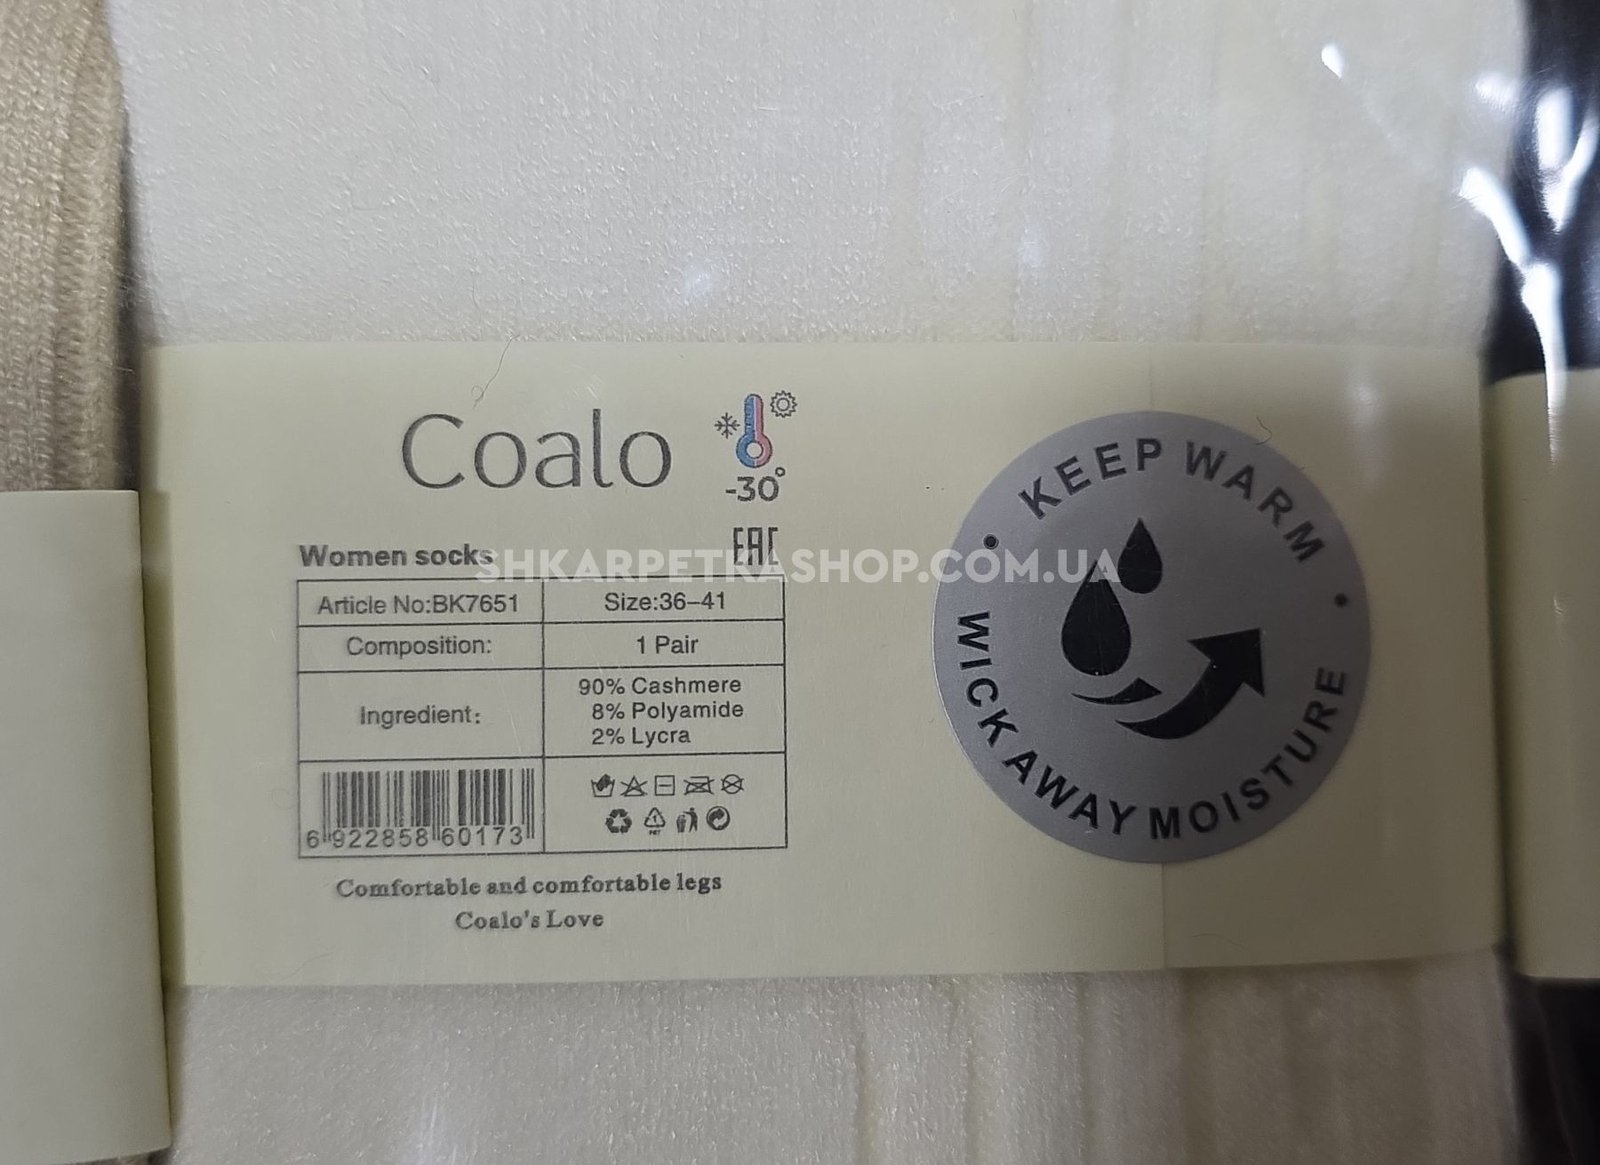 Coalo
-30°
EAC
Women socks
SHKARPETKASHOP.COM.UA
Article No:BK7651
Size:36–41
Composition:
1 Pair
Ingredient:
90% Cashmere
8% Polyamide
2% Lycra
6 922858 60173
Comfortable and comfortable legs
Coalo's Love
KEEP WARM
WICK AWAY MOISTURE